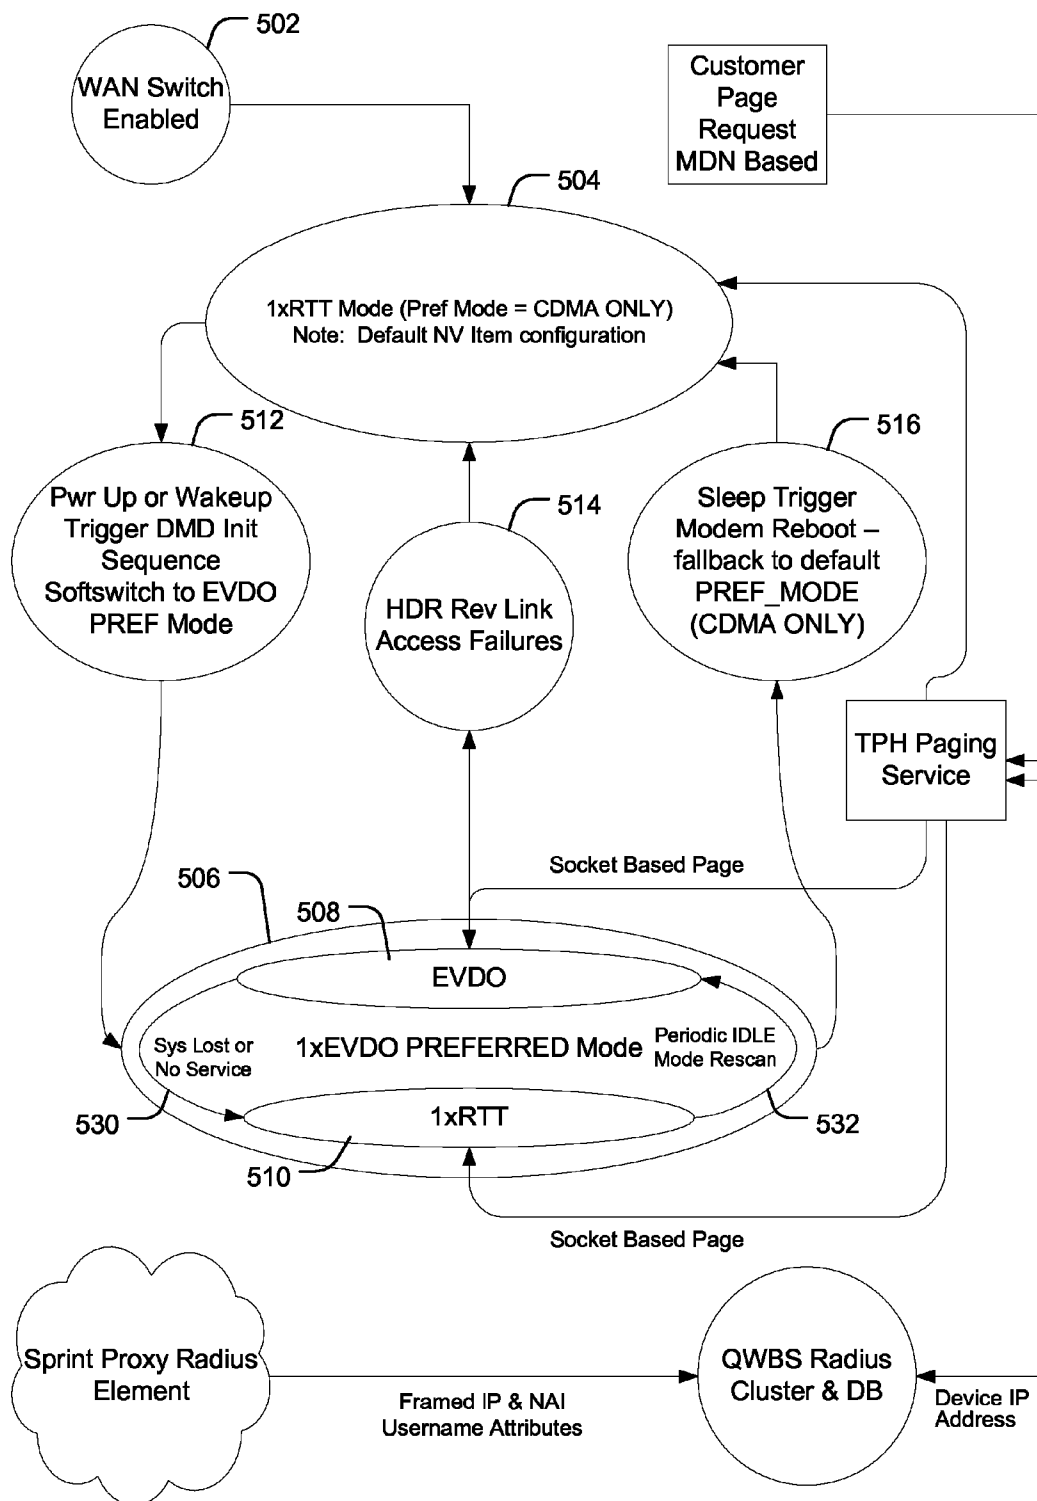 502
WAN Switch
Enabled
Customer
Page
Request
MDN Based
504
1xRTT Mode (Pref Mode = CDMA ONLY)
Note: Default NV Item configuration
512
Pwr Up or Wakeup
Trigger DMD Init
Sequence
Softswitch to EVDO
PREF Mode
514
HDR Rev Link
Access Failures
516
Sleep Trigger
Modem Reboot –
fallback to default
PREF_MODE
(CDMA ONLY)
TPH Paging
Service
Socket Based Page
506
508
EVDO
Sys Lost or
No Service
1xEVDO PREFERRED Mode
Periodic IDLE
Mode Rescan
530
1xRTT
532
510
Socket Based Page
Sprint Proxy Radius
Element
Framed IP & NAI
Username Attributes
QWBS Radius
Cluster & DB
Device IP
Address